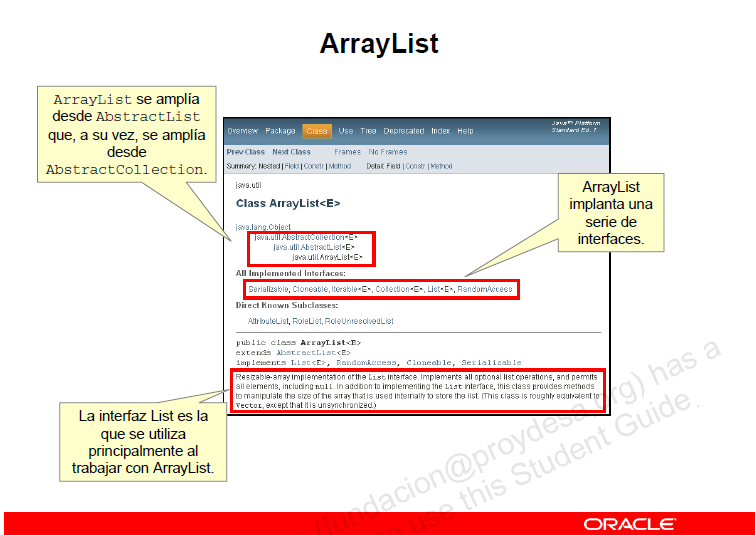 ArrayList
ArrayList se amplía
desde AbstractList
que, a su vez, se amplía
desde
AbstractCollection.
Overview Package Class Use Tree Deprecated Index Help
Java™ Platform
Standard Ed. 7
Prev Class Next Class Frames No Frames
Summary: Nested | Field | Constr | Method Detail: Field | Constr | Method
java.util
Class ArrayList<E>
java.lang.Object
java.util.AbstractCollection<E>
java.util.AbstractList<E>
java.util.ArrayList<E>
ArrayList
implanta una
serie de
interfaces.
All Implemented Interfaces:
Serializable, Cloneable, Iterable<E>, Collection<E>, List<E>, RandomAccess
Direct Known Subclasses:
AttributeList, RoleList, RoleUnresolvedList
public class ArrayList<E>
extends AbstractList<E>
implements List<E>, RandomAccess, Cloneable, Serializable
Resizable-array implementation of the List interface. Implements all optional list operations, and permits
all elements, including null. In addition to implementing the List interface, this class provides methods
to manipulate the size of the array that is used internally to store the list. (This class is roughly equivalent to
Vector, except that it is unsynchronized.)
La interfaz List es la
que se utiliza
principalmente al
trabajar con ArrayList.
(fundacion@proydesa.org) has a
use this Student Guide.
ORACLE